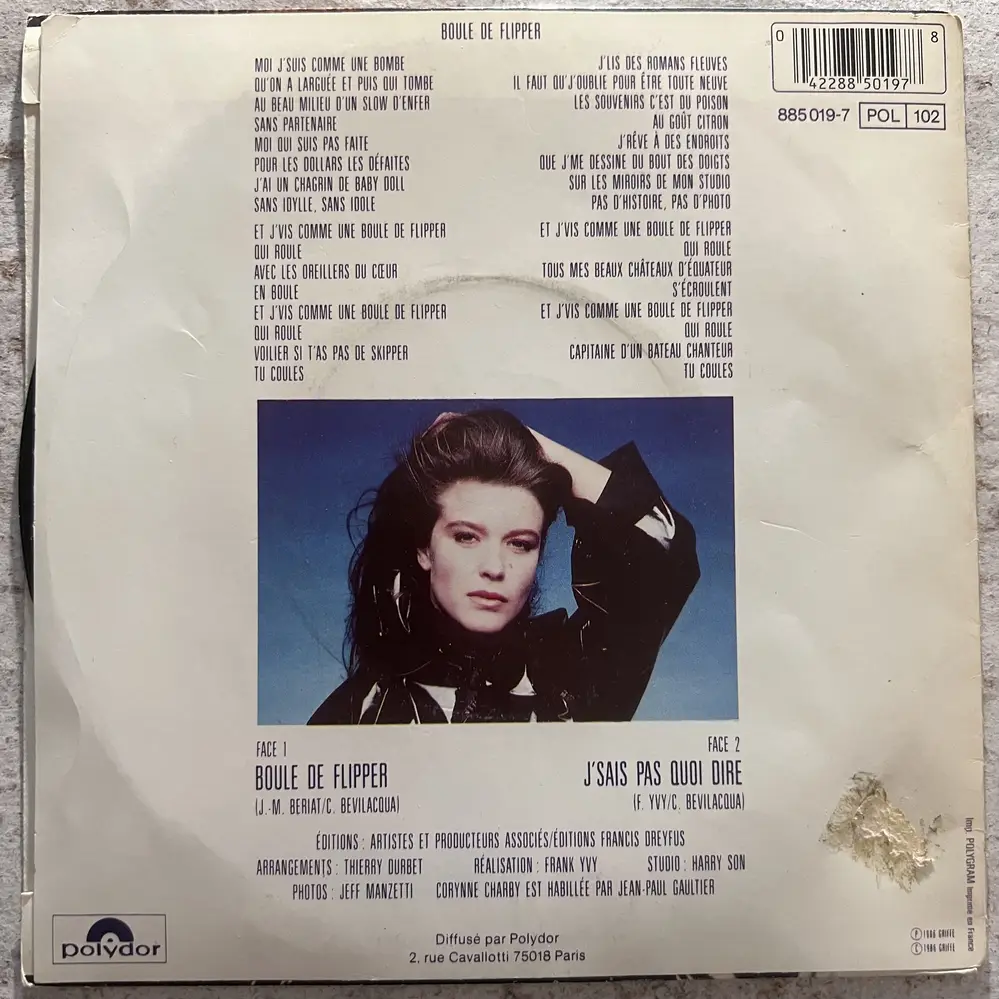 BOULE DE FLIPPER
MOI J'SUIS COMME UNE BOMBE
QU'ON A LARGUÉE ET PUIS QUI TOMBE
AU BEAU MILIEU D'UN SLOW D'ENFER
SANS PARTENAIRE
MOI QUI SUIS PAS FAITE
POUR LES DOLLARS LES DÉFAITES
J'AI UN CHAGRIN DE BABY DOLL
SANS IDYLLE, SANS IDOLE
ET J'VIS COMME UNE BOULE DE FLIPPER
QUI ROULE
AVEC LES OREILLERS DU CŒUR
EN BOULE
ET J'VIS COMME UNE BOULE DE FLIPPER
QUI ROULE
VOILIER SI T'AS PAS DE SKIPPER
TU COULES
J'LIS DES ROMANS FLEUVES
IL FAUT QU'J'OUBLIE POUR ÊTRE TOUTE NEUVE
LES SOUVENIRS C'EST DU POISON
AU GOÛT CITRON
J'RÊVE À DES ENDROITS
QUE J'ME DESSINE DU BOUT DES DOIGTS
SUR LES MIROIRS DE MON STUDIO
PAS D'HISTOIRE, PAS D'PHOTO
ET J'VIS COMME UNE BOULE DE FLIPPER
QUI ROULE
TOUS MES BEAUX CHÂTEAUX D'ÉQUATEUR
S'ÉCROULENT
ET J'VIS COMME UNE BOULE DE FLIPPER
QUI ROULE
CAPITAINE D'UN BATEAU CHANTEUR
TU COULES
0 42288 50197 8
885 019-7 POL 102
FACE 1
BOULE DE FLIPPER
(J.-M. BERIAT/C. BEVILACQUA)
FACE 2
J'SAIS PAS QUOI DIRE
(F. YVY/C. BEVILACQUA)
ÉDITIONS : ARTISTES ET PRODUCTEURS ASSOCIÉS/ÉDITIONS FRANCIS DREYFUS
ARRANGEMENTS : THIERRY DURBET RÉALISATION : FRANK YVY STUDIO : HARRY SON
PHOTOS : JEFF MANZETTI CORYNNE CHARBY EST HABILLÉE PAR JEAN-PAUL GAULTIER
polydor
Diffusé par Polydor
2, rue Cavallotti 75018 Paris
Imp. POLYGRAM Imprimé en France
Ⓟ 1986 GRIFFE
Ⓒ 1986 GRIFFE